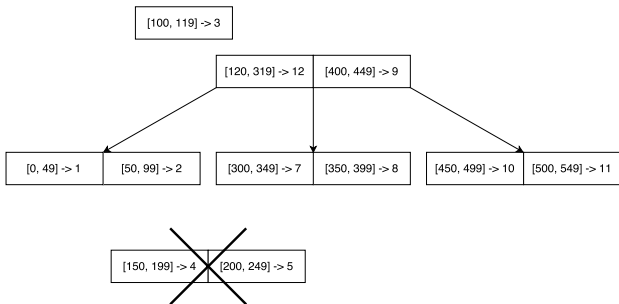 [100, 119] -> 3
[120, 319] -> 12 [400, 449] -> 9
[0, 49] -> 1 [50, 99] -> 2 [300, 349] -> 7 [350, 399] -> 8 [450, 499] -> 10 [500, 549] -> 11
[150, 199] -> 4 [200, 249] -> 5